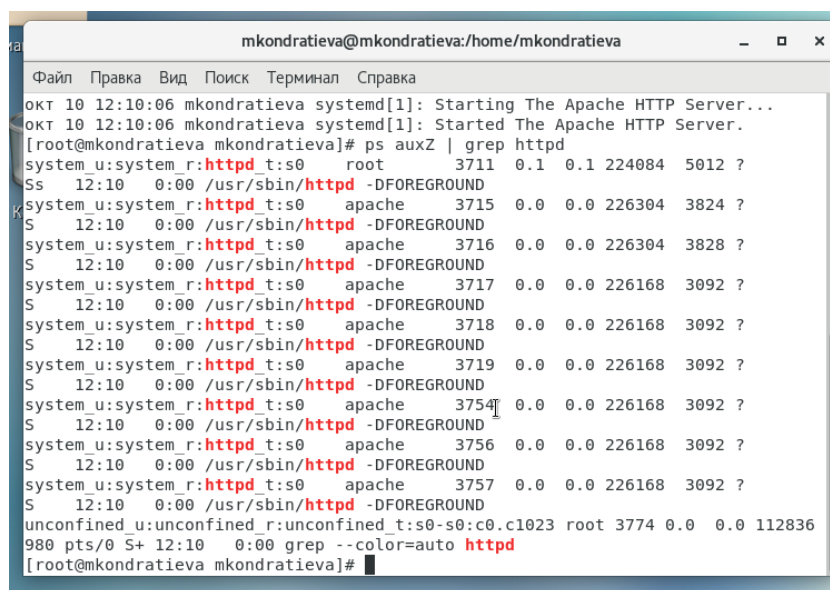 mkondratieva@mkondratieva:/home/mkondratieva
Файл Правка Вид Поиск Терминал Справка
окт 10 12:10:06 mkondratieva systemd[1]: Starting The Apache HTTP Server...
окт 10 12:10:06 mkondratieva systemd[1]: Started The Apache HTTP Server.
[root@mkondratieva mkondratieva]# ps auxZ | grep httpd
system_u:system_r:httpd_t:s0    root       3711  0.1  0.1 224084  5012 ?
Ss   12:10   0:00 /usr/sbin/httpd -DFOREGROUND
system_u:system_r:httpd_t:s0    apache     3715  0.0  0.0 226304  3824 ?
S    12:10   0:00 /usr/sbin/httpd -DFOREGROUND
system_u:system_r:httpd_t:s0    apache     3716  0.0  0.0 226304  3828 ?
S    12:10   0:00 /usr/sbin/httpd -DFOREGROUND
system_u:system_r:httpd_t:s0    apache     3717  0.0  0.0 226168  3092 ?
S    12:10   0:00 /usr/sbin/httpd -DFOREGROUND
system_u:system_r:httpd_t:s0    apache     3718  0.0  0.0 226168  3092 ?
S    12:10   0:00 /usr/sbin/httpd -DFOREGROUND
system_u:system_r:httpd_t:s0    apache     3719  0.0  0.0 226168  3092 ?
S    12:10   0:00 /usr/sbin/httpd -DFOREGROUND
system_u:system_r:httpd_t:s0    apache     3754  0.0  0.0 226168  3092 ?
S    12:10   0:00 /usr/sbin/httpd -DFOREGROUND
system_u:system_r:httpd_t:s0    apache     3756  0.0  0.0 226168  3092 ?
S    12:10   0:00 /usr/sbin/httpd -DFOREGROUND
system_u:system_r:httpd_t:s0    apache     3757  0.0  0.0 226168  3092 ?
S    12:10   0:00 /usr/sbin/httpd -DFOREGROUND
unconfined_u:unconfined_r:unconfined_t:s0-s0:c0.c1023 root 3774 0.0  0.0 112836
980 pts/0 S+ 12:10   0:00 grep --color=auto httpd
[root@mkondratieva mkondratieva]#